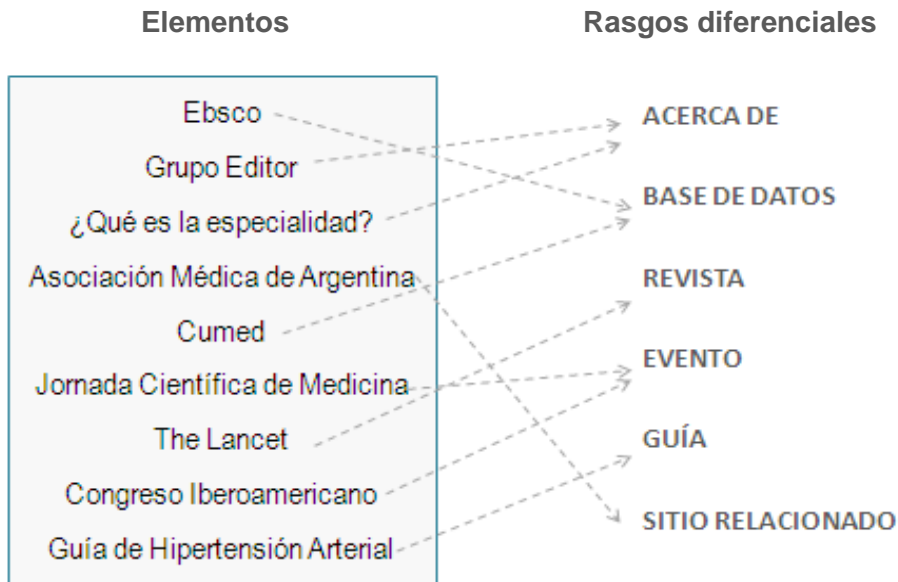 Elementos
Rasgos diferenciales
Ebsco
Grupo Editor
¿Qué es la especialidad?
Asociación Médica de Argentina
Cumed
Jornada Científica de Medicina
The Lancet
Congreso Iberoamericano
Guía de Hipertensión Arterial
ACERCA DE
BASE DE DATOS
REVISTA
EVENTO
GUÍA
SITIO RELACIONADO